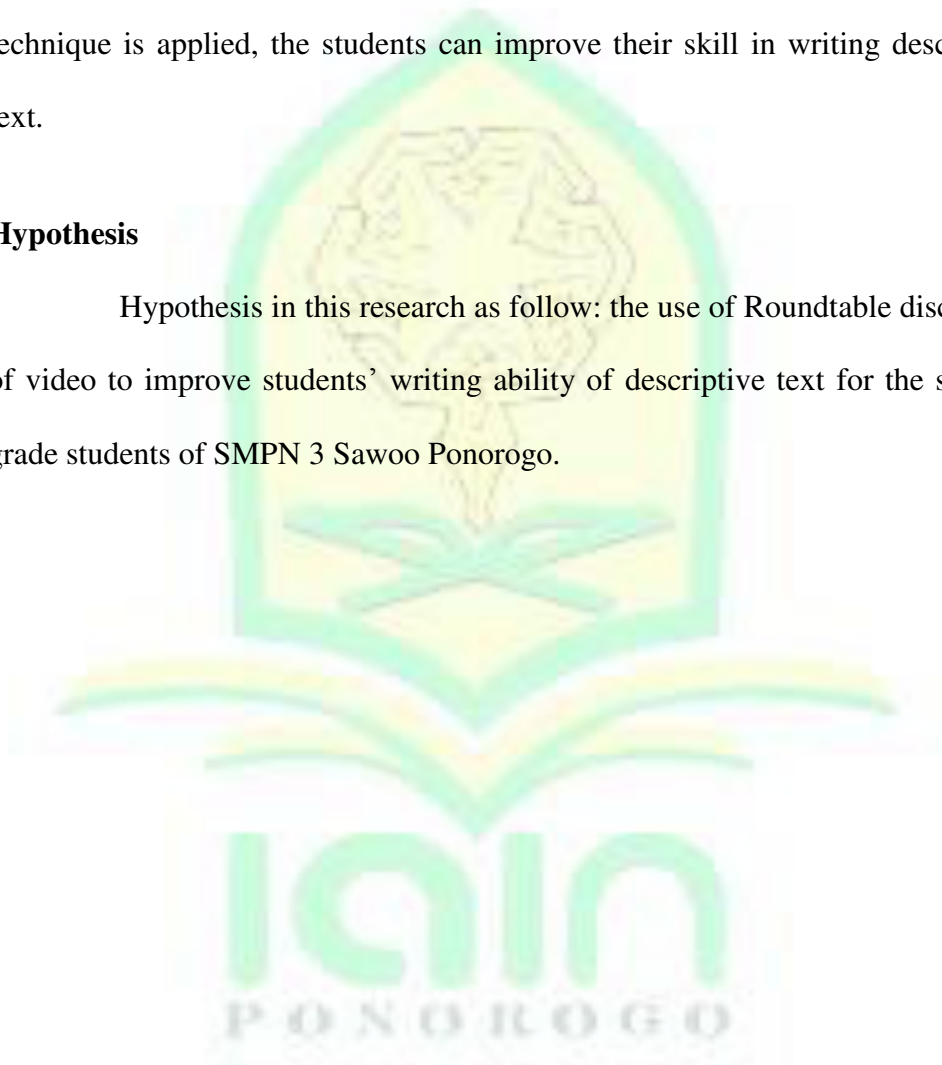 echnique is applied, the students can improve their skill in writing desc
ext.
Hypothesis
Hypothesis in this research as follow: the use of Roundtable disc
of video to improve students’ writing ability of descriptive text for the s
grade students of SMPN 3 Sawoo Ponorogo.
iain
PONOROGO